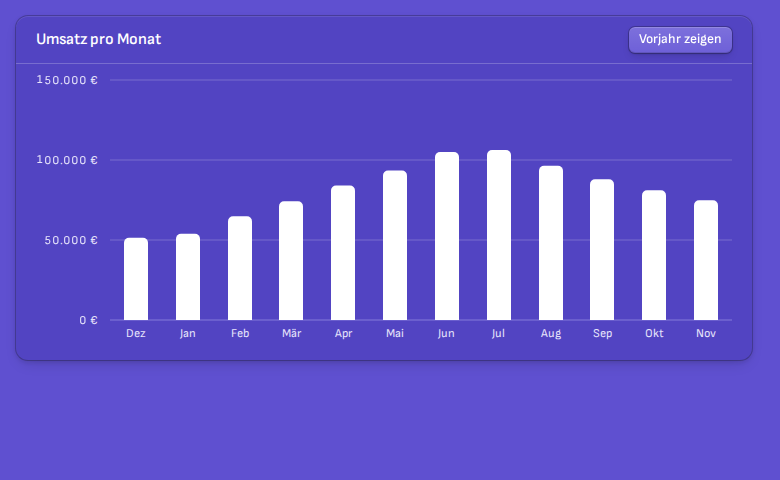 Umsatz pro Monat
Vorjahr zeigen
150.000 €
100.000 €
50.000 €
0 €
Dez Jan Feb Mär Apr Mai Jun Jul Aug Sep Okt Nov